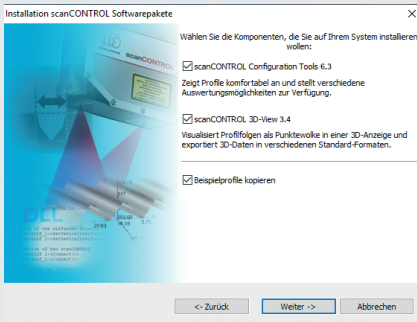 Installation scanCONTROL Softwarepakete
Wählen Sie die Komponenten, die Sie auf Ihrem System installieren
wollen:
scanCONTROL Configuration Tools 6.3
Zeigt Profile komfortabel an und stellt verschiedene
Auswertungsmöglichkeiten zur Verfügung.
scanCONTROL 3D-View 3.4
Visualisiert Profilfolgen als Punktewolke in einer 3D-Anzeige und
exportiert 3D-Daten in verschiedenen Standard-Formaten.
Beispielprofile kopieren
scanCONTROL
DLL
<- Zurück
Weiter ->
Abbrechen